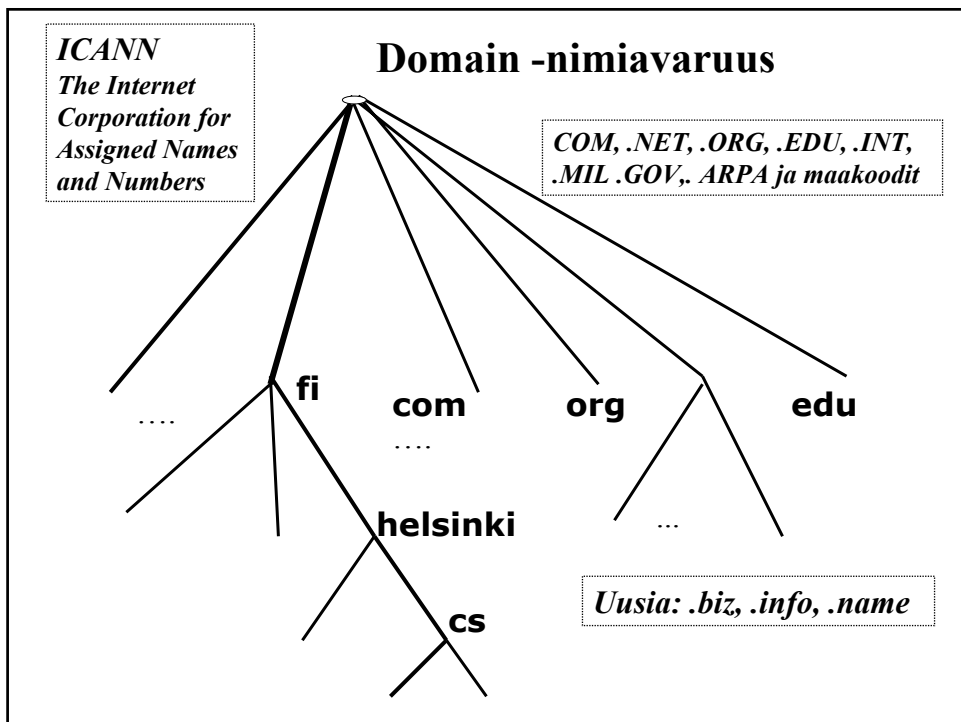 Domain -nimiavaruus
ICANN
The Internet
Corporation for
Assigned Names
and Numbers
COM, .NET, .ORG, .EDU, .INT,
.MIL .GOV,. ARPA ja maakoodit
fi
com
org
edu
....
....
helsinki
...
cs
Uusia: .biz, .info, .name